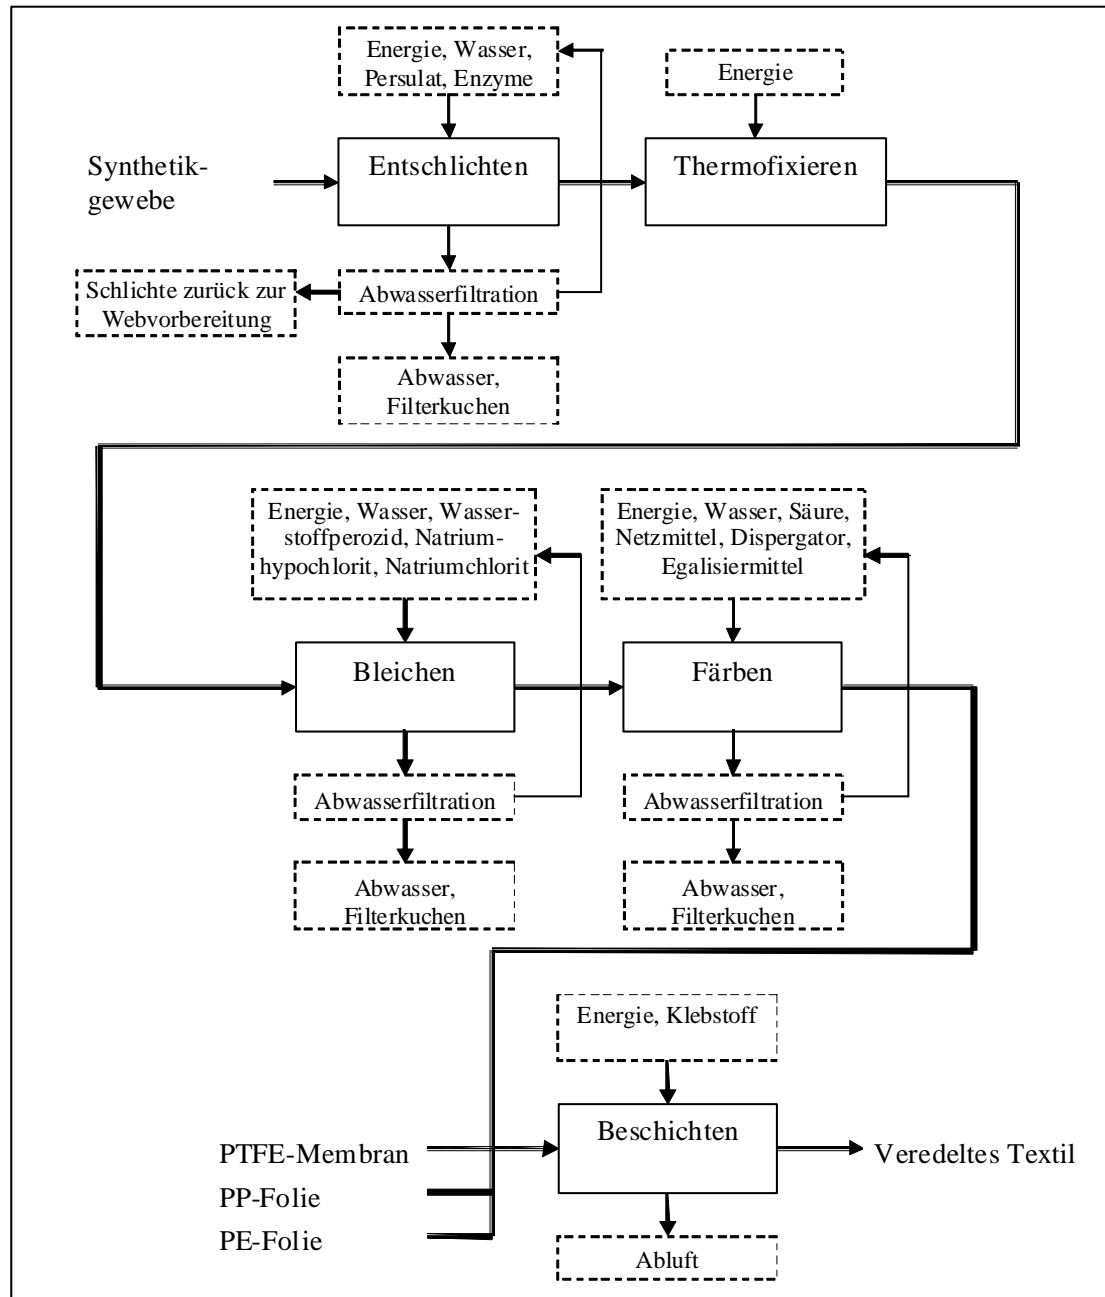 Energie, Wasser,
Persulat, Enzyme
Energie
Synthetik-
gewebe
Entschlichten
Thermofixieren
Schlichte zurück zur
Webvorbereitung
Abwasserfiltration
Abwasser,
Filterkuchen
Energie, Wasser, Wasser-
stoffperozid, Natrium-
hypochlorit, Natriumchlorit
Energie, Wasser, Säure,
Netzmittel, Dispergator,
Egalisiermittel
Bleichen
Färben
Abwasserfiltration
Abwasserfiltration
Abwasser,
Filterkuchen
Abwasser,
Filterkuchen
Energie, Klebstoff
Beschichten
PTFE-Membran
PP-Folie
PE-Folie
Veredeltes Textil
Abluft